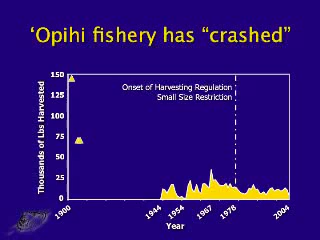 ‘Opihi fishery has “crashed”
Onset of Harvesting Regulation
Small Size Restriction
Thousands of Lbs Harvested
150
125
100
75
50
25
0
1900
1944
1954
1967
1978
2004
Year